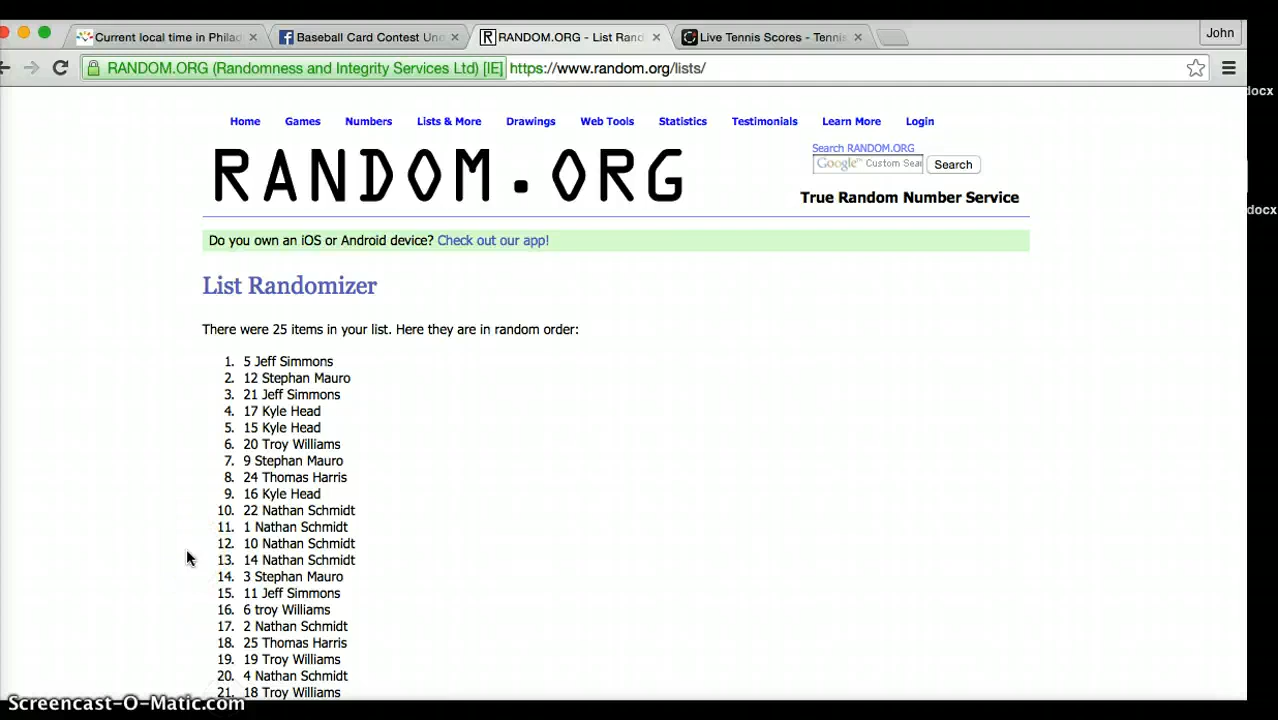 Current local time in Philad
Baseball Card Contest Unc
RANDOM.ORG - List Rand
Live Tennis Scores - Tennis
John
RANDOM.ORG (Randomness and Integrity Services Ltd) [IE] https://www.random.org/lists/
docx
Home Games Numbers Lists & More Drawings Web Tools Statistics Testimonials Learn More Login
RANDOM.ORG
Search RANDOM.ORG
Google™ Custom Sear Search
True Random Number Service
docx
Do you own an iOS or Android device? Check out our app!
List Randomizer
There were 25 items in your list. Here they are in random order:
1. 5 Jeff Simmons
2. 12 Stephan Mauro
3. 21 Jeff Simmons
4. 17 Kyle Head
5. 15 Kyle Head
6. 20 Troy Williams
7. 9 Stephan Mauro
8. 24 Thomas Harris
9. 16 Kyle Head
10. 22 Nathan Schmidt
11. 1 Nathan Schmidt
12. 10 Nathan Schmidt
13. 14 Nathan Schmidt
14. 3 Stephan Mauro
15. 11 Jeff Simmons
16. 6 troy Williams
17. 2 Nathan Schmidt
18. 25 Thomas Harris
19. 19 Troy Williams
20. 4 Nathan Schmidt
21. 18 Troy Williams
Screencast-O-Matic.com